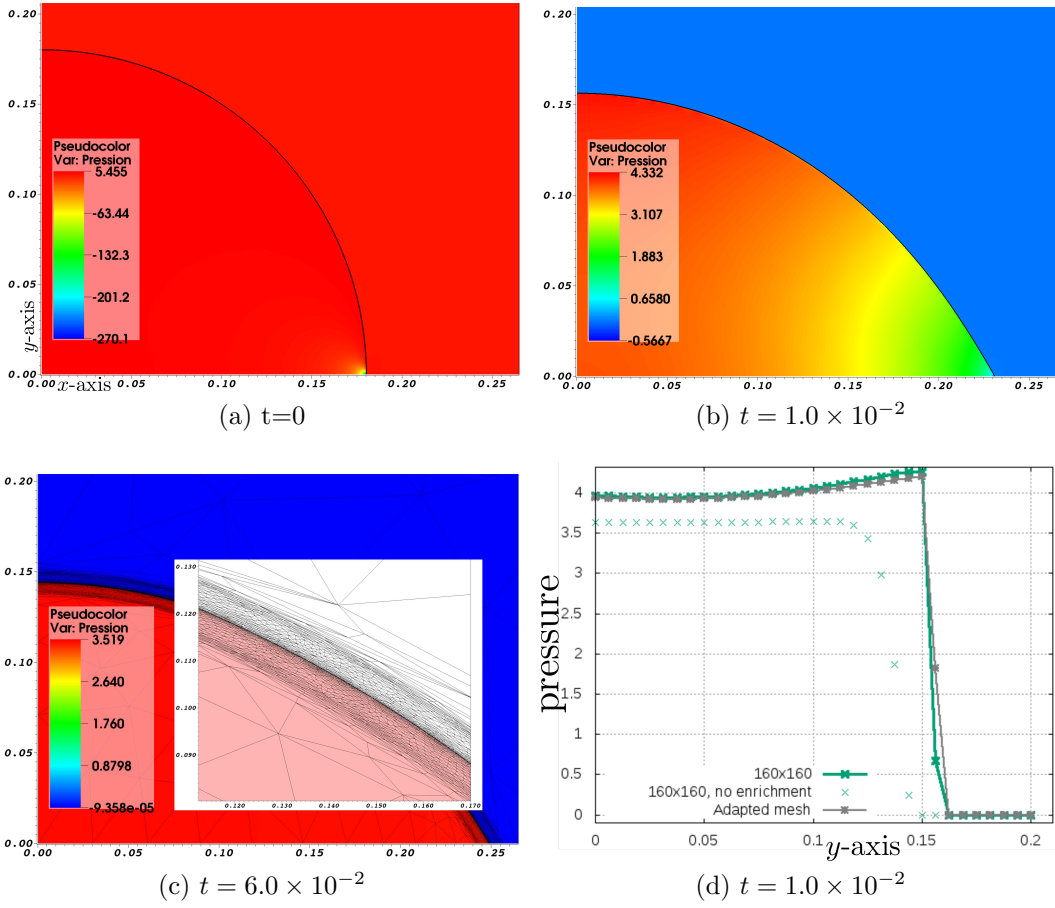 0.20
0.15
0.10
0.05
0.00
Pseudocolor
Var: Pression
5.455
-63.44
-132.3
-201.2
-270.1
y-axis
x-axis
0.00 0.05 0.10 0.15 0.20 0.25
(a) t=0
0.20
0.15
0.10
0.05
0.00
Pseudocolor
Var: Pression
4.332
3.107
1.883
0.6580
-0.5667
0.00 0.05 0.10 0.15 0.20 0.25
(b) t = 1.0 × 10⁻²
0.20
0.15
0.10
0.05
0.00
Pseudocolor
Var: Pression
3.519
2.640
1.760
0.8798
-9.358e-05
0.130
0.120
0.110
0.100
0.090
0.120 0.130 0.140 0.150 0.160 0.170
0.00 0.05 0.10 0.15 0.20 0.25
(c) t = 6.0 × 10⁻²
pressure
4
3.5
3
2.5
2
1.5
1
0.5
0
160x160
160x160, no enrichment
Adapted mesh
0 0.05 0.1 0.15 0.2
y-axis
(d) t = 1.0 × 10⁻²